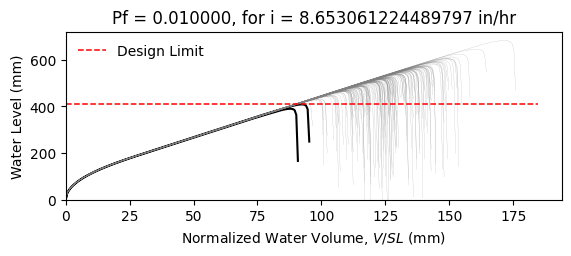 Pf = 0.010000, for i = 8.653061224489797 in/hr
Design Limit
Water Level (mm)
600
400
200
0
0 25 50 75 100 125 150 175
Normalized Water Volume, V/SL (mm)